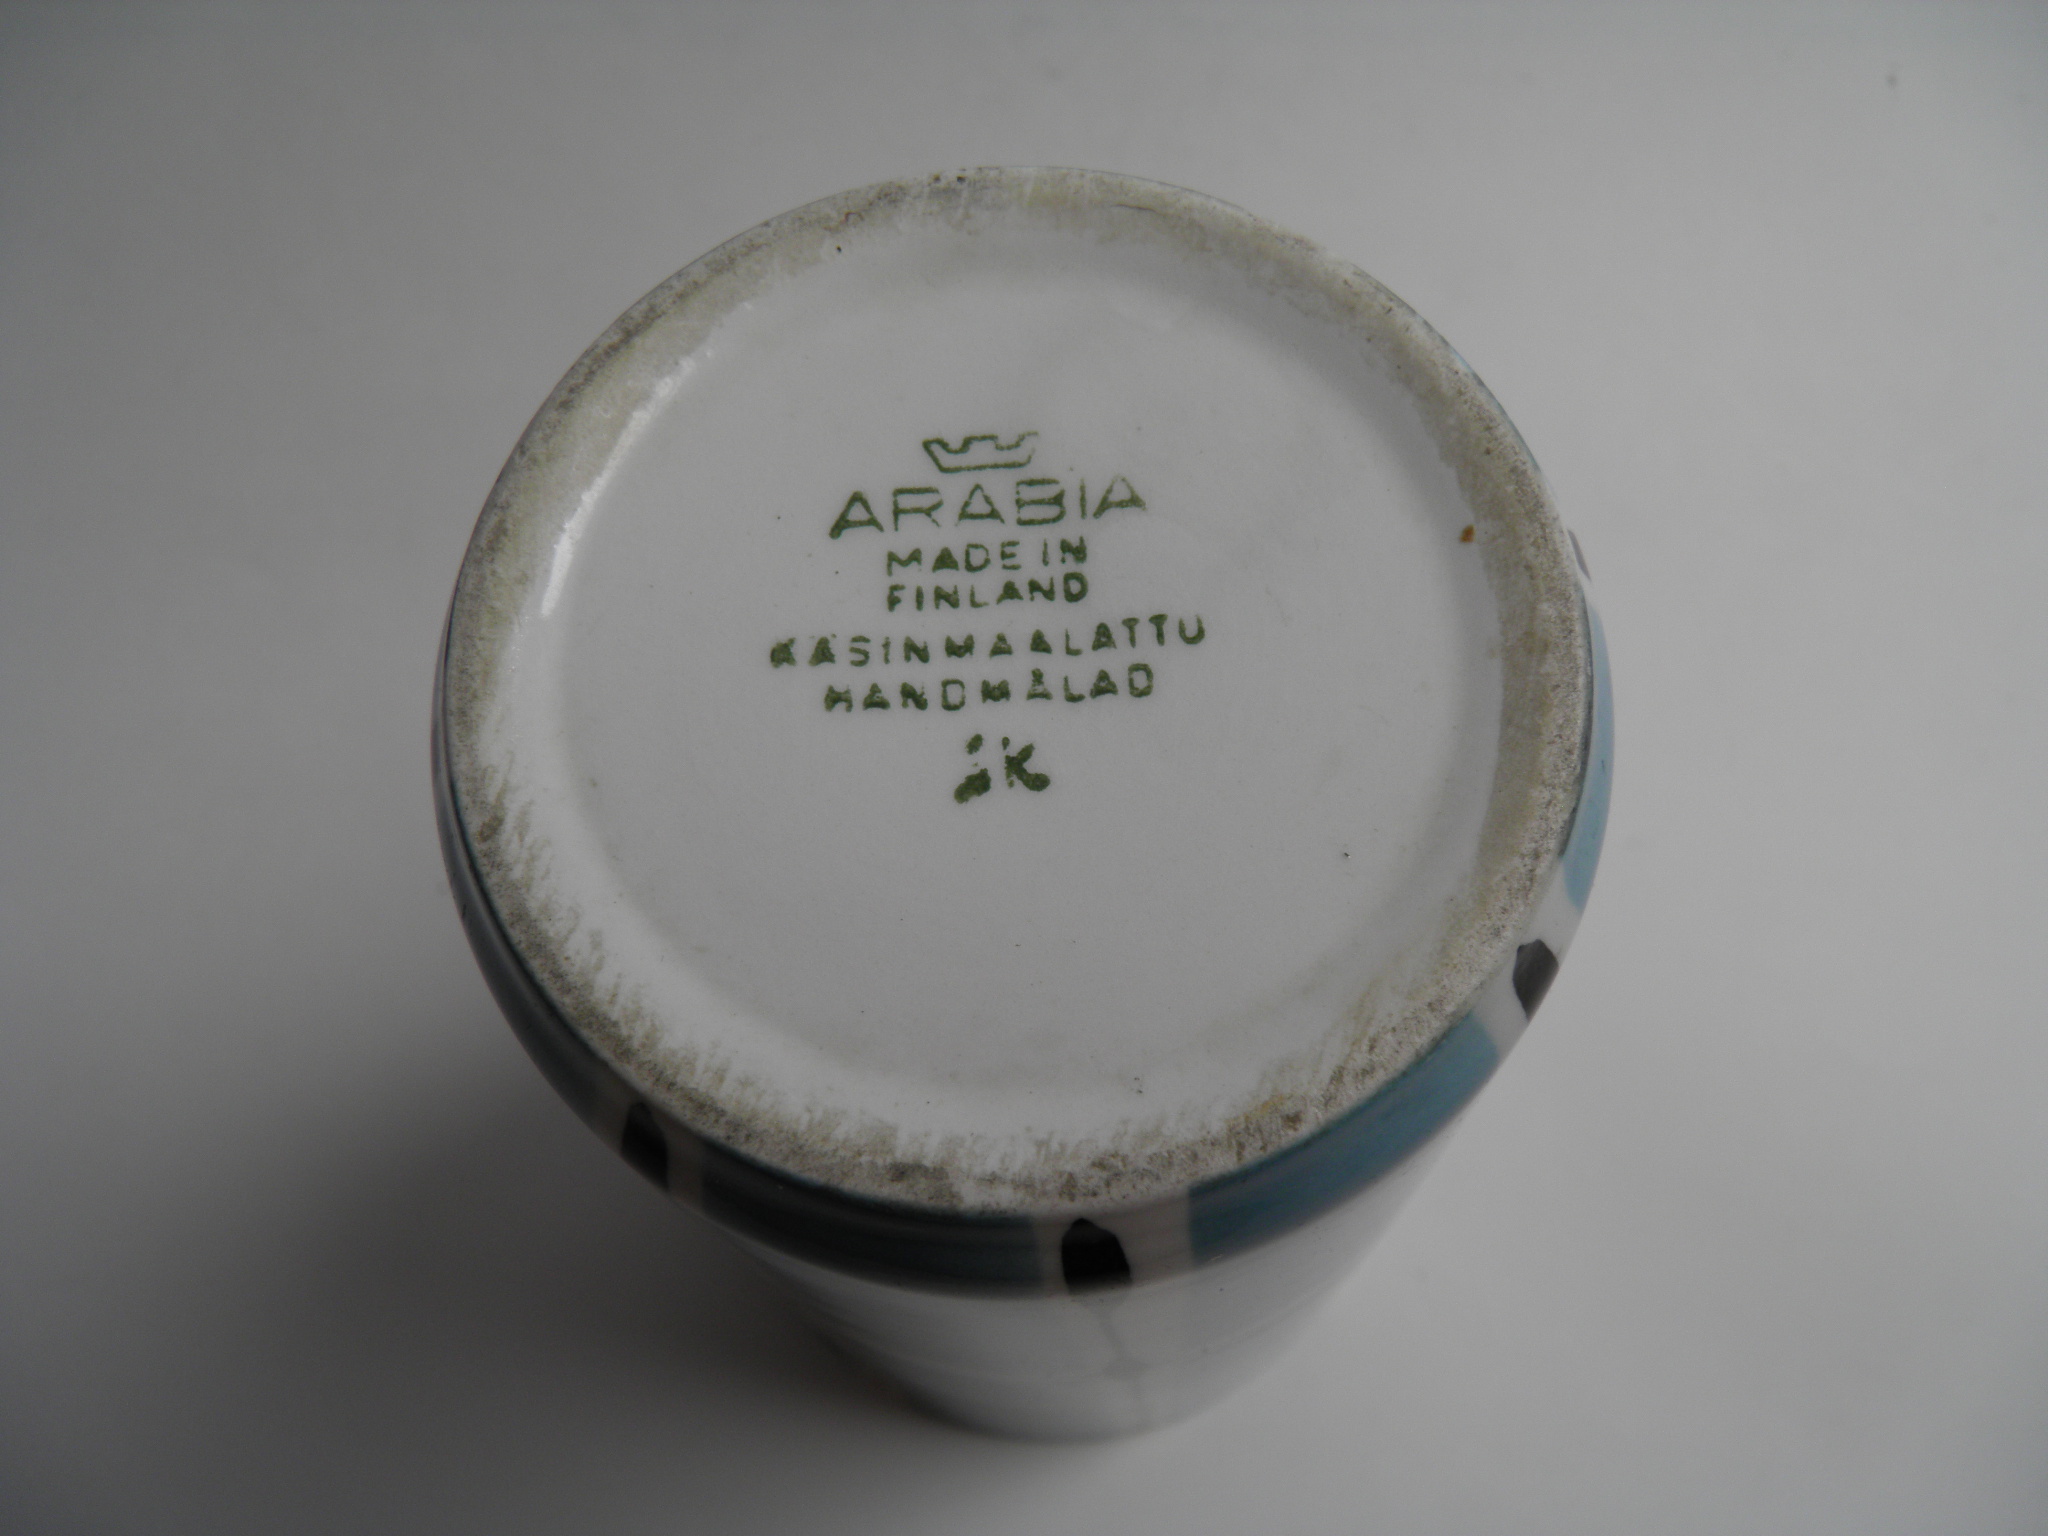 ARABIA
MADE IN
FINLAND
KÄSINMAALATTU
HANDMÅLAD